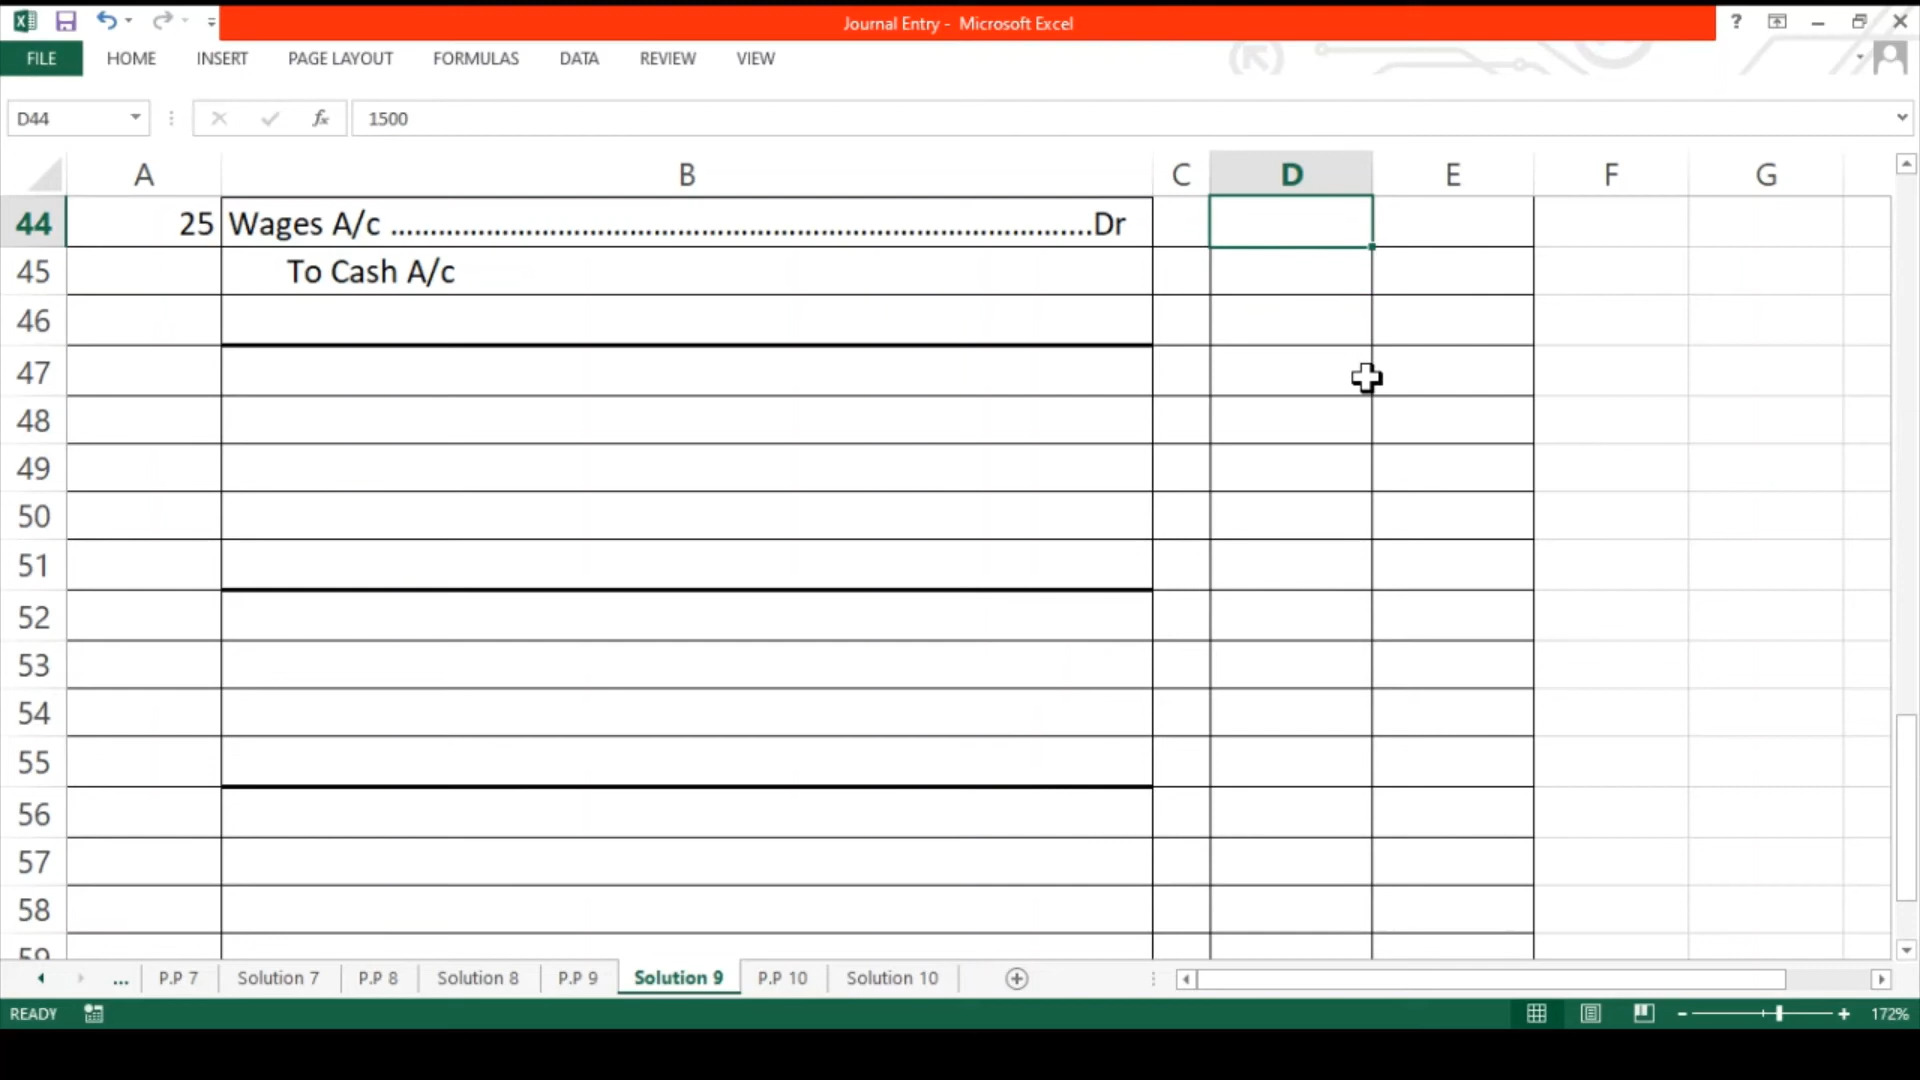 Journal Entry - Microsoft Excel
?
FILE HOME INSERT PAGE LAYOUT FORMULAS DATA REVIEW VIEW
D44 fx 1500
A B C D E F G
44 25 Wages A/c ..........................................................................................Dr
45 To Cash A/c
46
47
48
49
50
51
52
53
54
55
56
57
58
59
... P.P 7 Solution 7 P.P 8 Solution 8 P.P 9 Solution 9 P.P 10 Solution 10
READY 172%